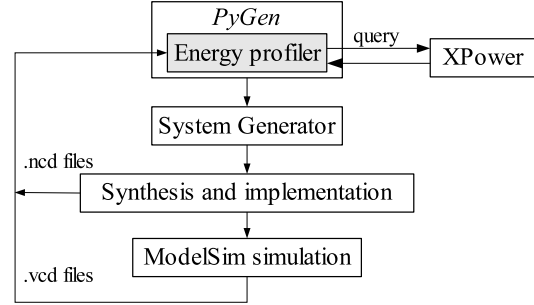 PyGen
Energy profiler
query
XPower
System Generator
.ncd files
Synthesis and implementation
ModelSim simulation
.vcd files